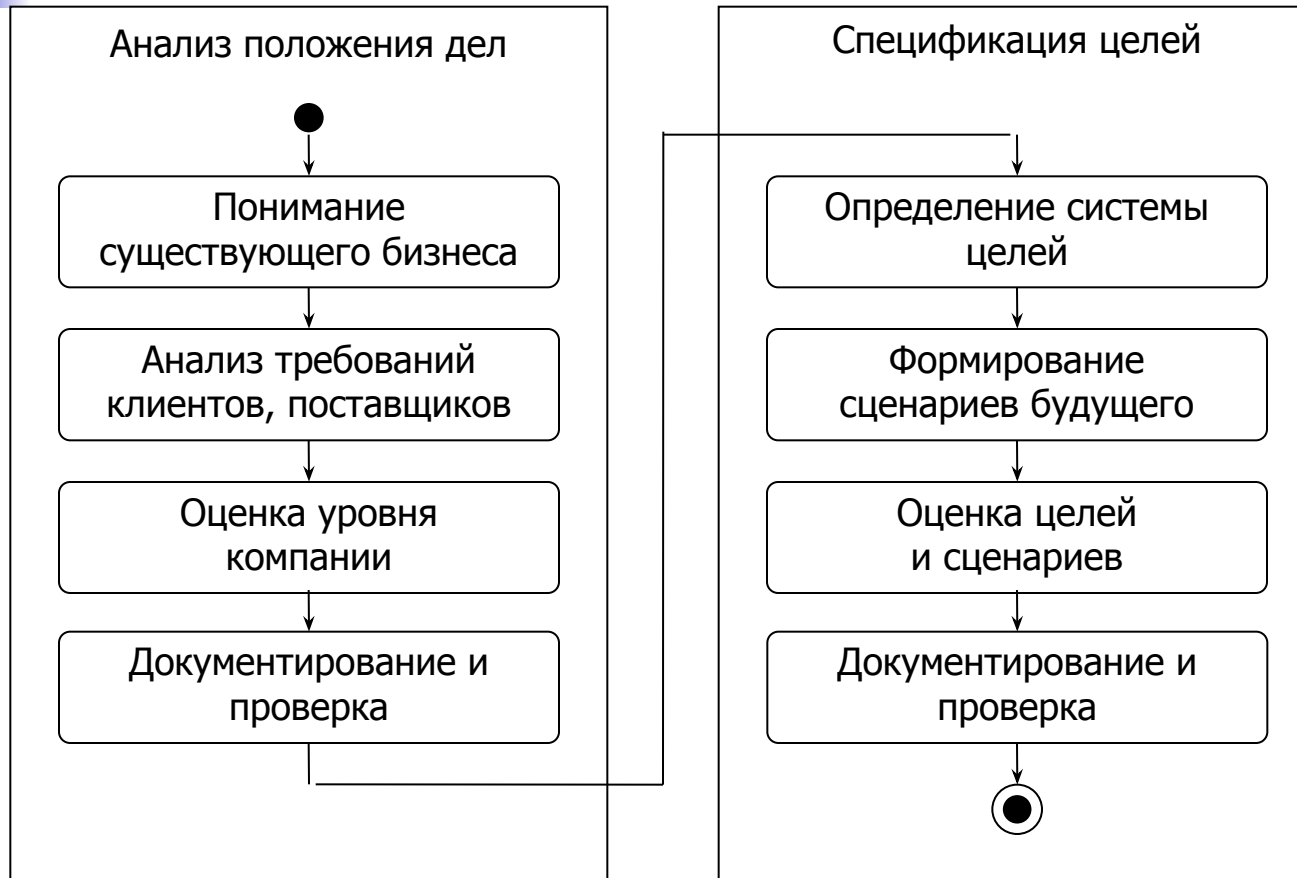 Анализ положения дел
Понимание
существующего бизнеса
Анализ требований
клиентов, поставщиков
Оценка уровня
компании
Документирование и
проверка
Спецификация целей
Определение системы
целей
Формирование
сценариев будущего
Оценка целей
и сценариев
Документирование и
проверка